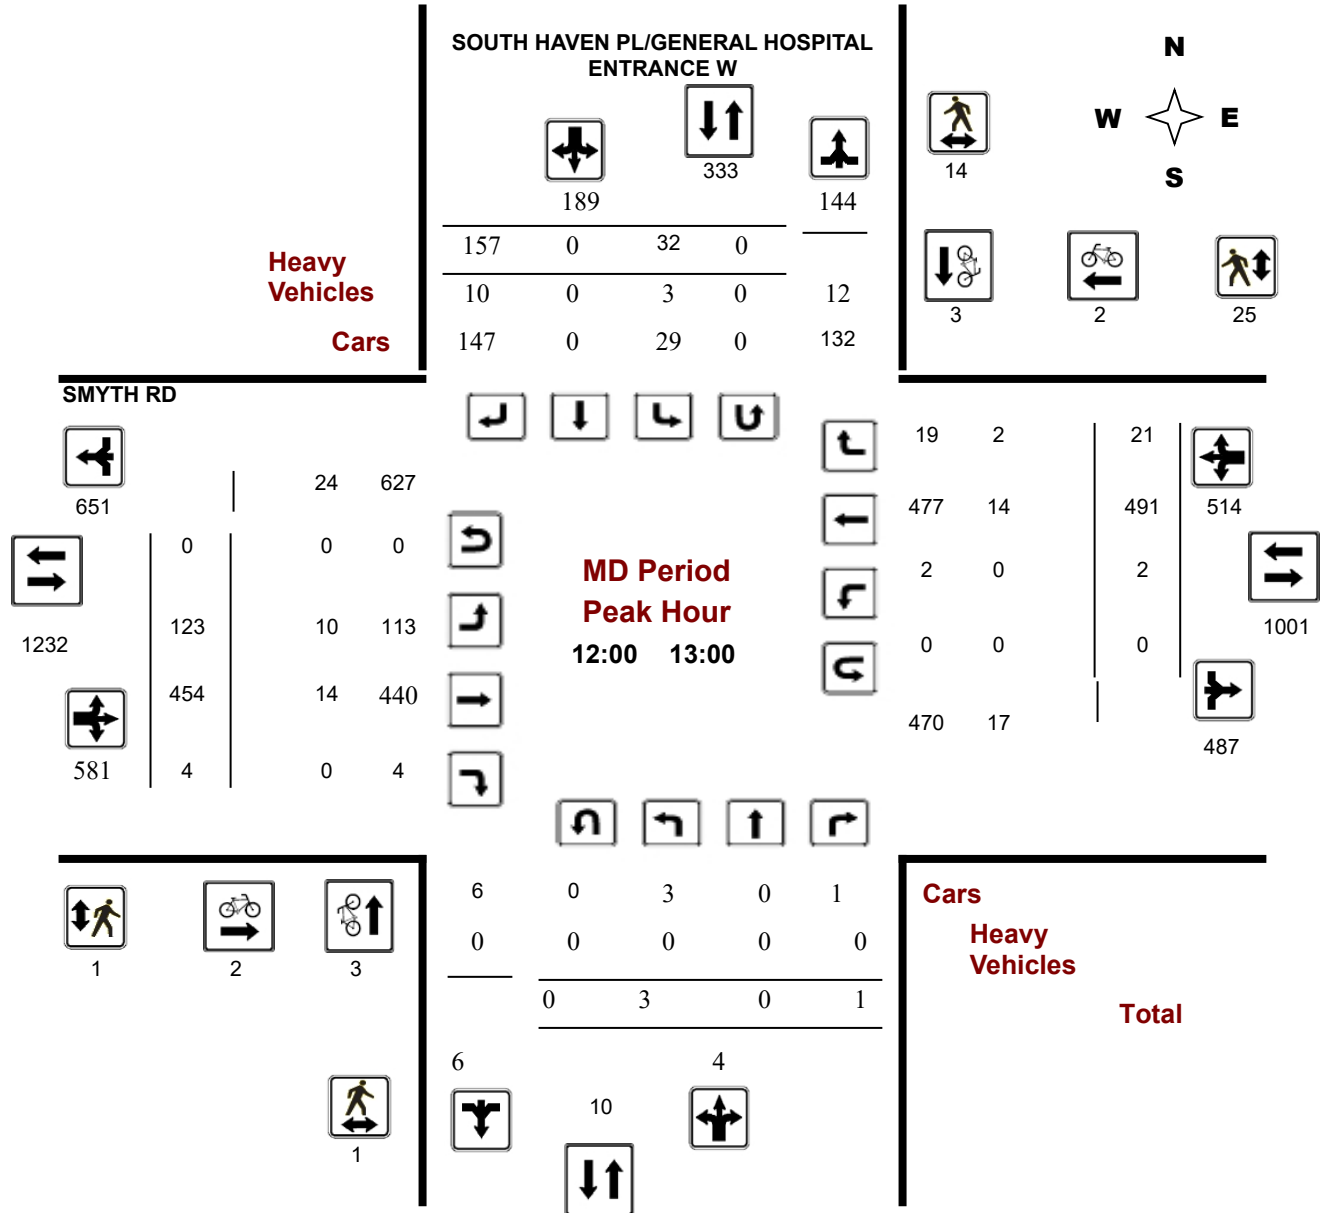 SOUTH HAVEN PL/GENERAL HOSPITAL
ENTRANCE W
N
W E
S
333
14
189 144
157 0 32 0
Heavy
Vehicles
10 0 3 0 12
Cars
147 0 29 0 132
3 2 25
SMYTH RD
19 2 21
24 627
651
477 14 491 514
0 0 0
MD Period
Peak Hour
12:00 13:00
2 0 2
123 10 113
1232
1001
0 0 0
454 14 440
470 17
487
581 4 0 4
6 0 3 0 1
Cars
0 0 0 0 0
Heavy
Vehicles
1 2 3
0 3 0 1
Total
6 4
10
1